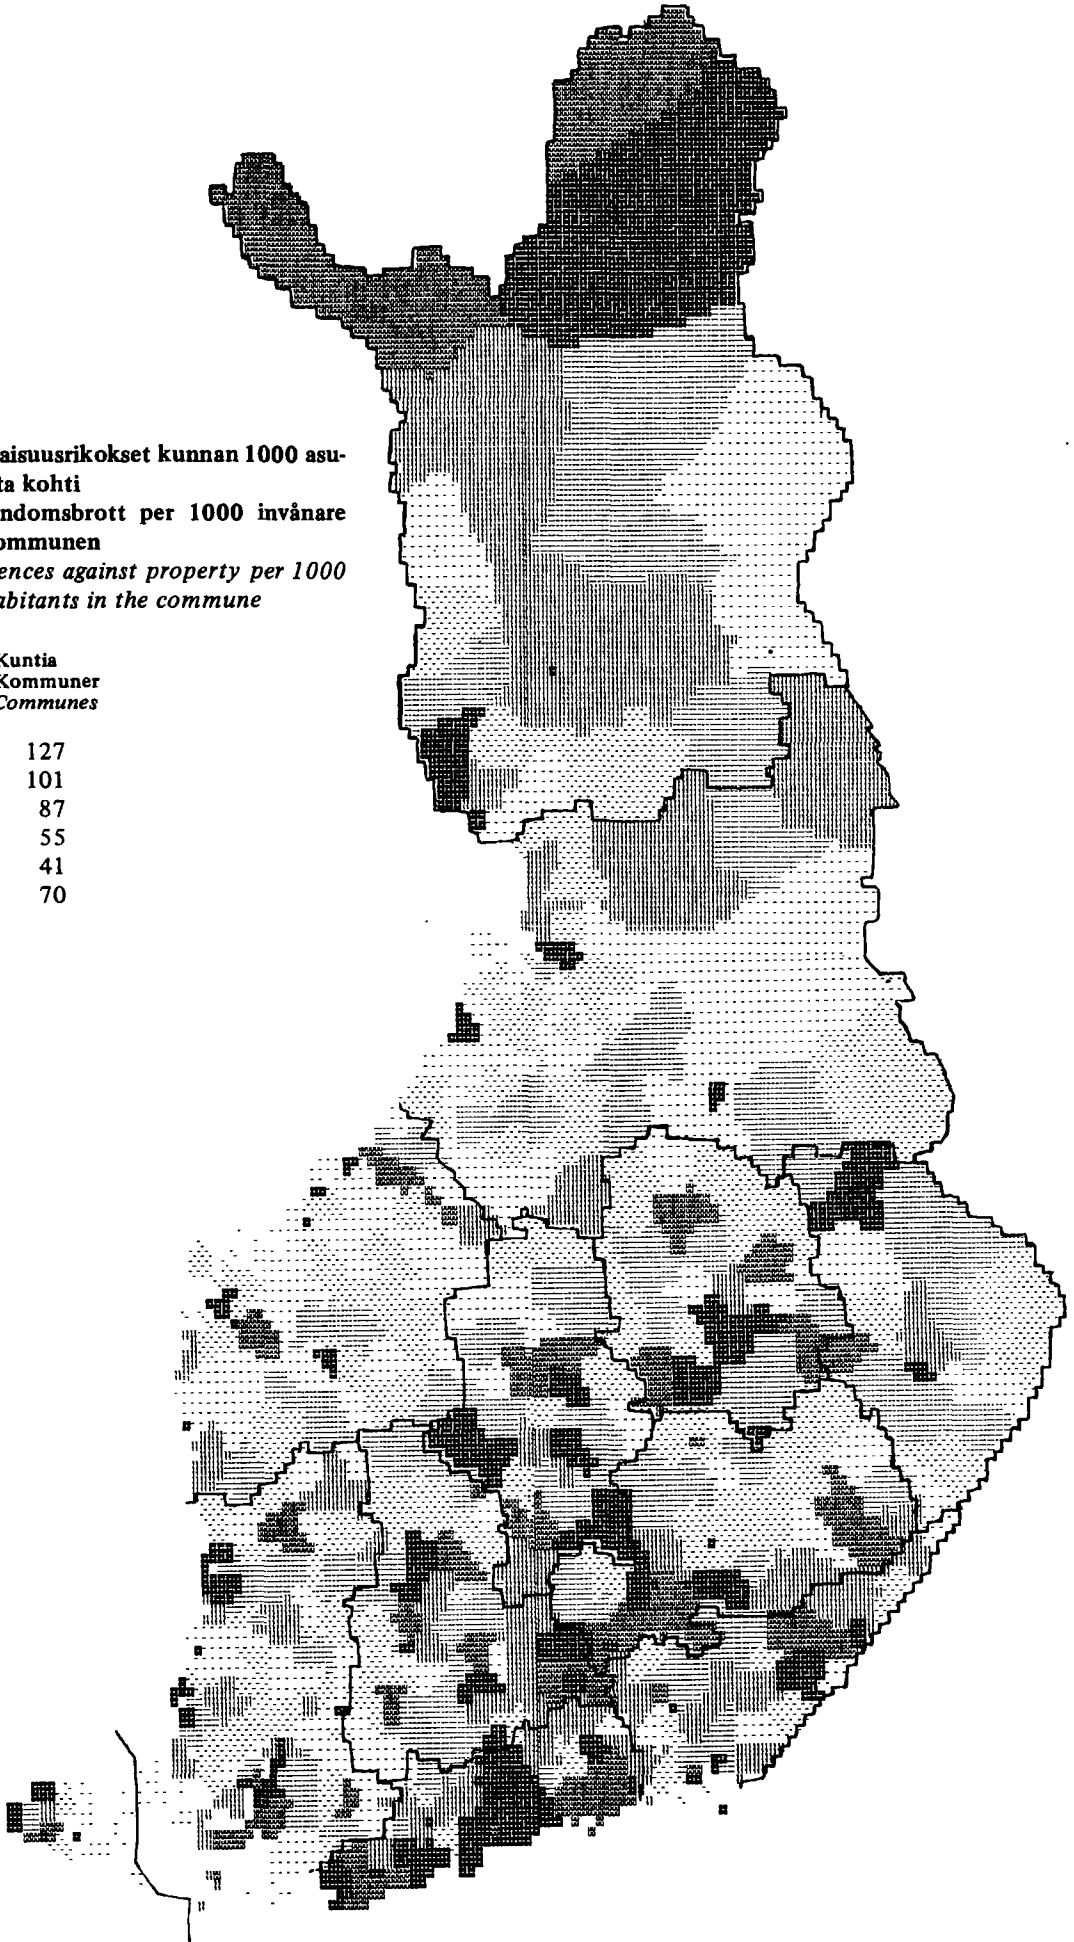 aisuusrikokset kunnan 1000 asu-
ta kohti
ndomsbrott per 1000 invånare
ommunen
ences against property per 1000
abitants in the commune
Kuntia
Kommuner
Communes
127
101
87
55
41
70